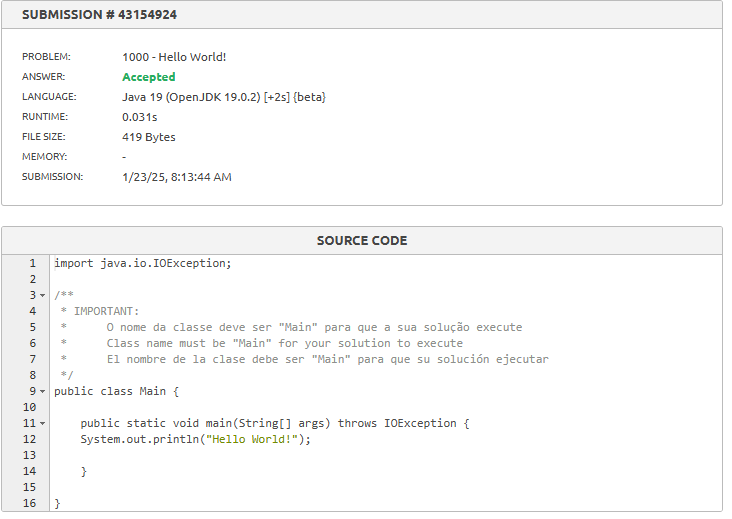 SUBMISSION # 43154924
PROBLEM: 1000 - Hello World!
ANSWER: Accepted
LANGUAGE: Java 19 (OpenJDK 19.0.2) [+2s] {beta}
RUNTIME: 0.031s
FILE SIZE: 419 Bytes
MEMORY: -
SUBMISSION: 1/23/25, 8:13:44 AM
SOURCE CODE
1 import java.io.IOException;
2
3 /**
4  * IMPORTANT:
5  *      O nome da classe deve ser "Main" para que a sua solução execute
6  *      Class name must be "Main" for your solution to execute
7  *      El nombre de la clase debe ser "Main" para que su solución ejecutar
8  */
9 public class Main {
10
11     public static void main(String[] args) throws IOException {
12     System.out.println("Hello World!");
13
14     }
15
16 }